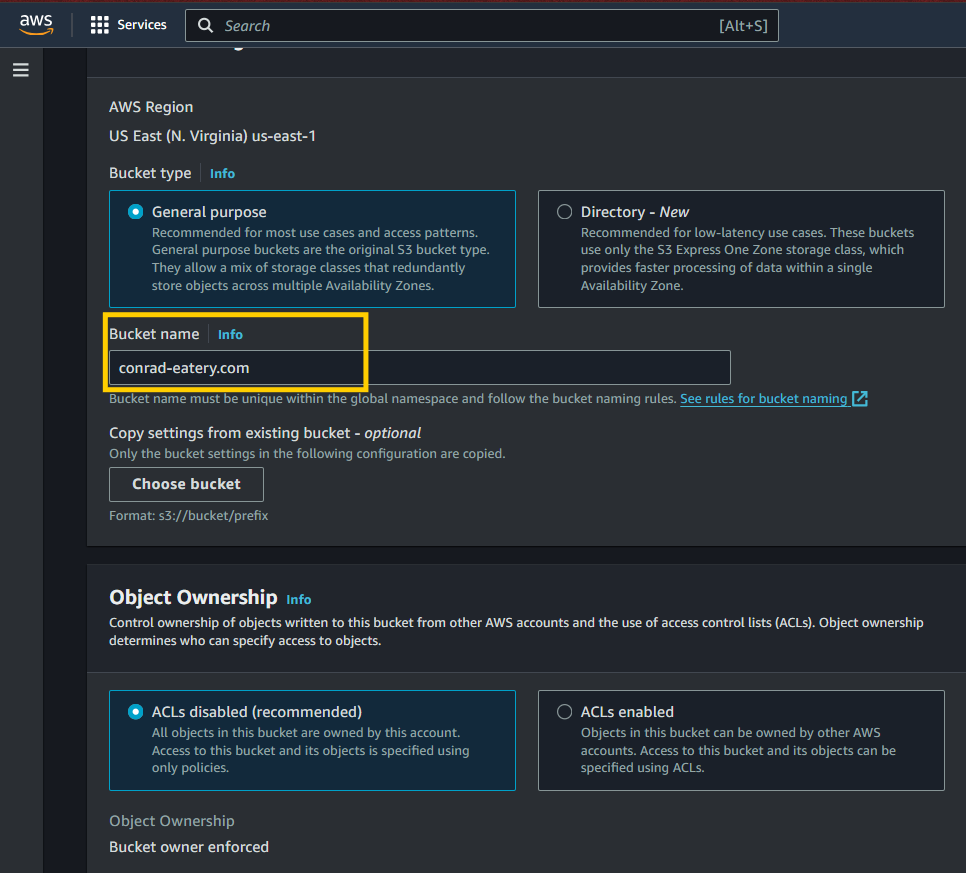 aws
Services
Search
[Alt+S]
AWS Region
US East (N. Virginia) us-east-1
Bucket type
Info
General purpose
Recommended for most use cases and access patterns.
General purpose buckets are the original S3 bucket type.
They allow a mix of storage classes that redundantly
store objects across multiple Availability Zones.
Directory - New
Recommended for low-latency use cases. These buckets
use only the S3 Express One Zone storage class, which
provides faster processing of data within a single
Availability Zone.
Bucket name
Info
conrad-eatery.com
Bucket name must be unique within the global namespace and follow the bucket naming rules. See rules for bucket naming
Copy settings from existing bucket - optional
Only the bucket settings in the following configuration are copied.
Choose bucket
Format: s3://bucket/prefix
Object Ownership Info
Control ownership of objects written to this bucket from other AWS accounts and the use of access control lists (ACLs). Object ownership
determines who can specify access to objects.
ACLs disabled (recommended)
All objects in this bucket are owned by this account.
Access to this bucket and its objects is specified using
only policies.
ACLs enabled
Objects in this bucket can be owned by other AWS
accounts. Access to this bucket and its objects can be
specified using ACLs.
Object Ownership
Bucket owner enforced